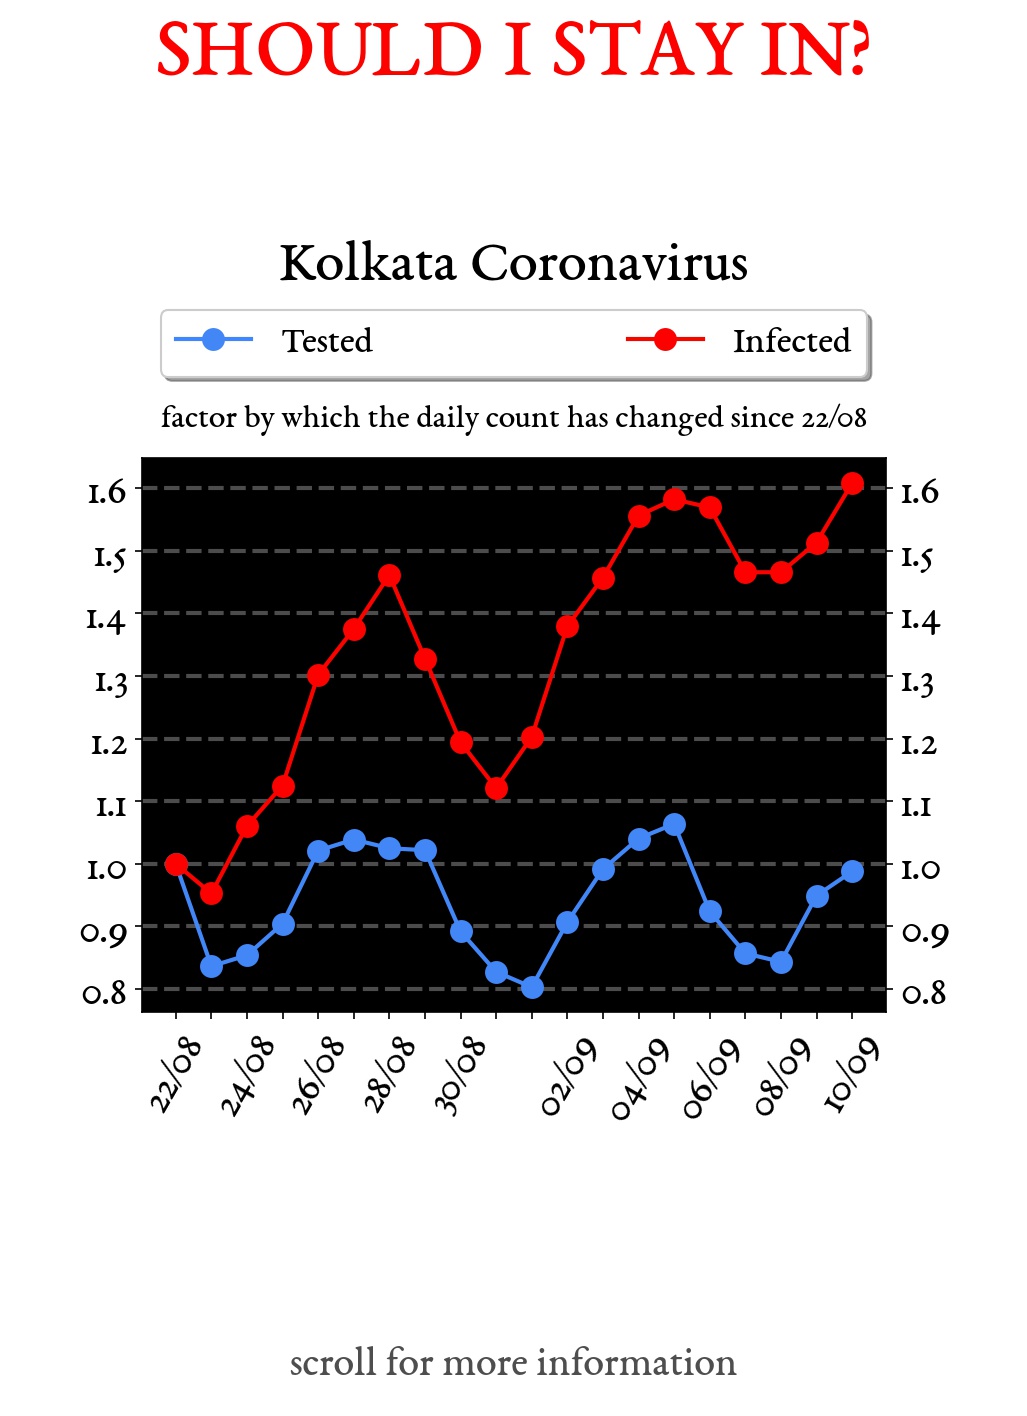 SHOULD I STAY IN?
Kolkata Coronavirus
Tested Infected
factor by which the daily count has changed since 22/08
1.6 1.6
1.5 1.5
1.4 1.4
1.3 1.3
1.2 1.2
1.1 1.1
1.0 1.0
0.9 0.9
0.8 0.8
22/08 24/08 26/08 28/08 30/08 02/09 04/09 06/09 08/09 10/09
scroll for more information